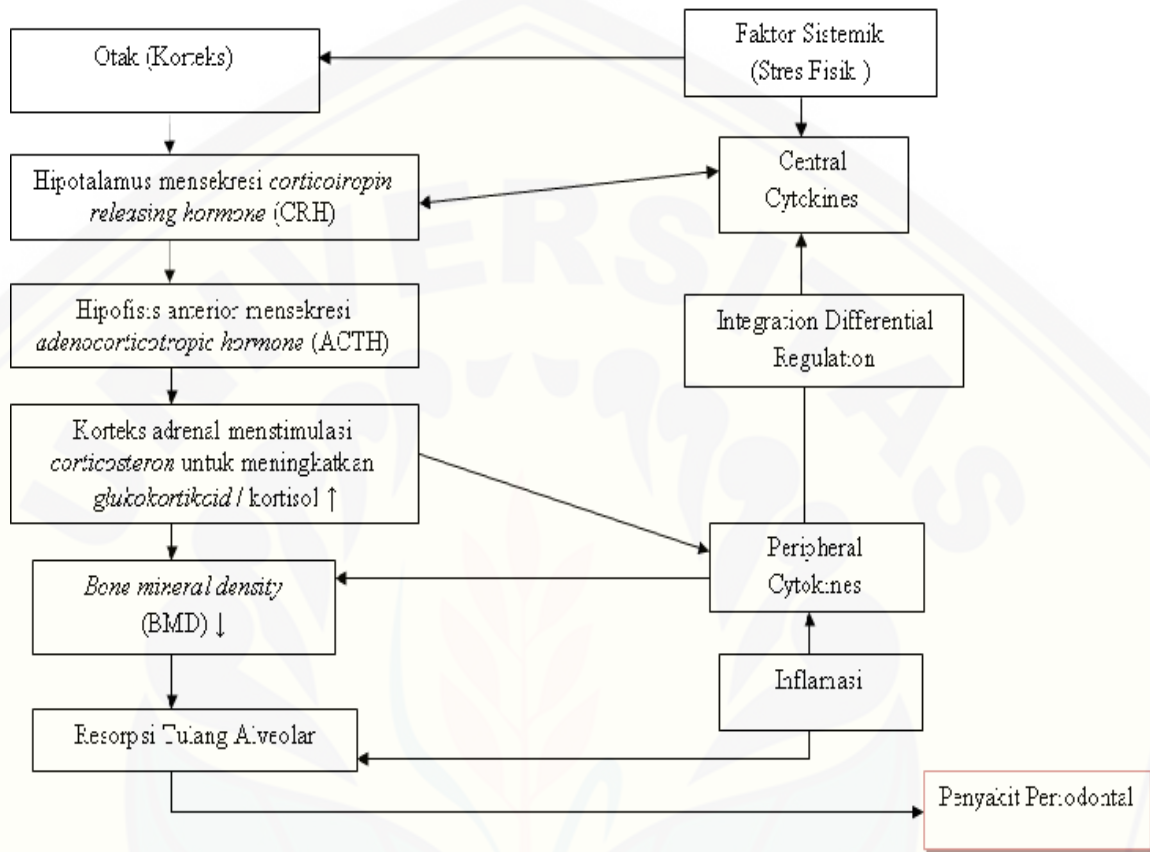 Otak (Korteks)
Faktor Sistemik
(Stres Fisik )
Hipotalamus mensekresi corticotropin
releasing hormone (CRH)
Central
Cytokines
Hipofisis anterior mensekresi
adenocorticotropic hormone (ACTH)
Integration Differential
Regulation
Korteks adrenal menstimulasi
corticosteron untuk meningkatkan
glukokortikoid / kortisol ↑
Peripheral
Cytokines
Bone mineral density
(BMD) ↓
Inflamasi
Resorpsi Tulang Alveolar
Penyakit Periodontal
UNIVERSITAS